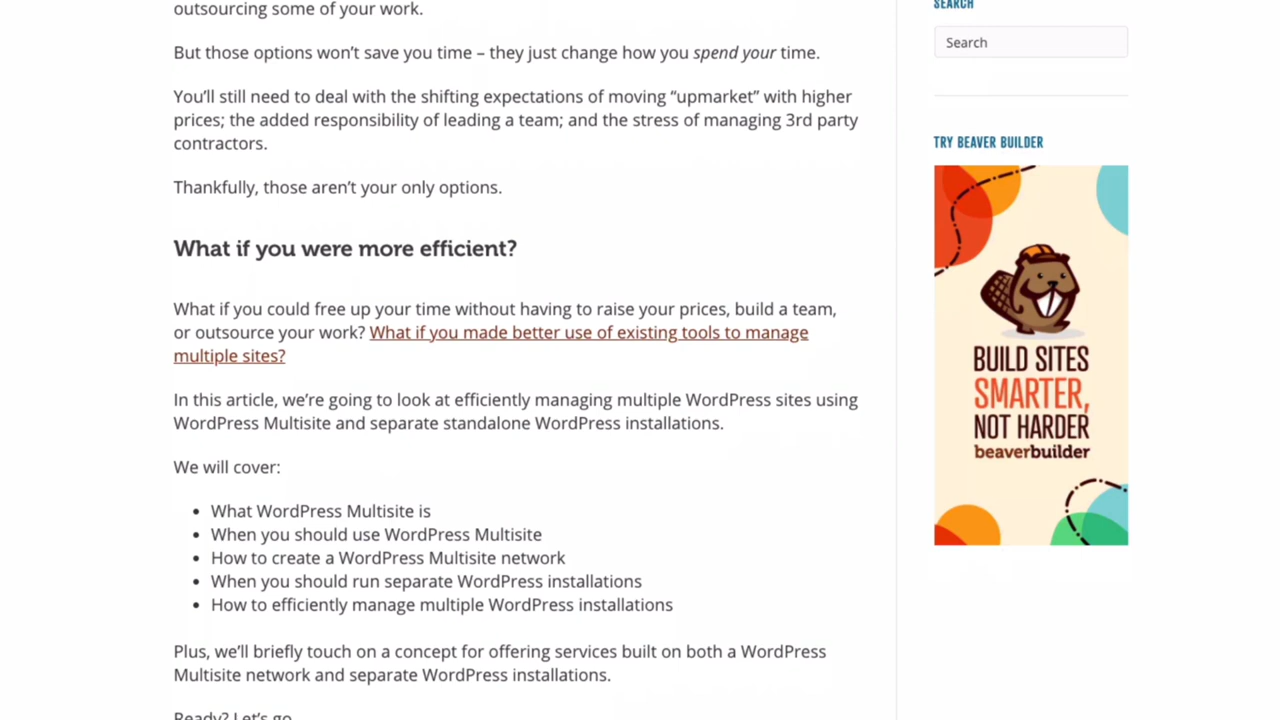 outsourcing some of your work.
But those options won’t save you time – they just change how you spend your time.
You’ll still need to deal with the shifting expectations of moving “upmarket” with higher
prices; the added responsibility of leading a team; and the stress of managing 3rd party
contractors.
Thankfully, those aren’t your only options.
What if you were more efficient?
What if you could free up your time without having to raise your prices, build a team,
or outsource your work? What if you made better use of existing tools to manage
multiple sites?
In this article, we’re going to look at efficiently managing multiple WordPress sites using
WordPress Multisite and separate standalone WordPress installations.
We will cover:
• What WordPress Multisite is
• When you should use WordPress Multisite
• How to create a WordPress Multisite network
• When you should run separate WordPress installations
• How to efficiently manage multiple WordPress installations
Plus, we’ll briefly touch on a concept for offering services built on both a WordPress
Multisite network and separate WordPress installations.
Ready? Let’s go
SEARCH
Search
TRY BEAVER BUILDER
BUILD SITES
SMARTER,
NOT HARDER
beaverbuilder